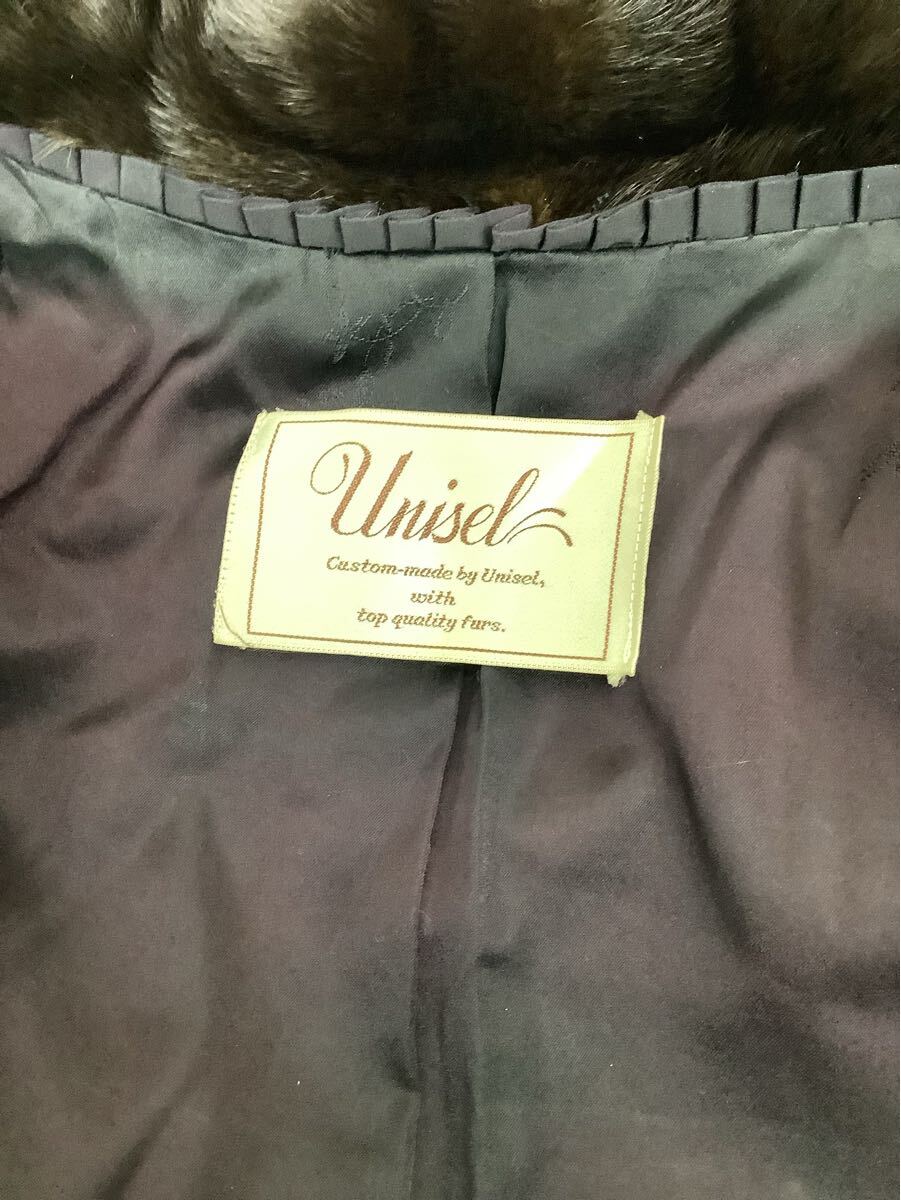 Unisel
Custom-made by Unisel,
with
top quality furs.